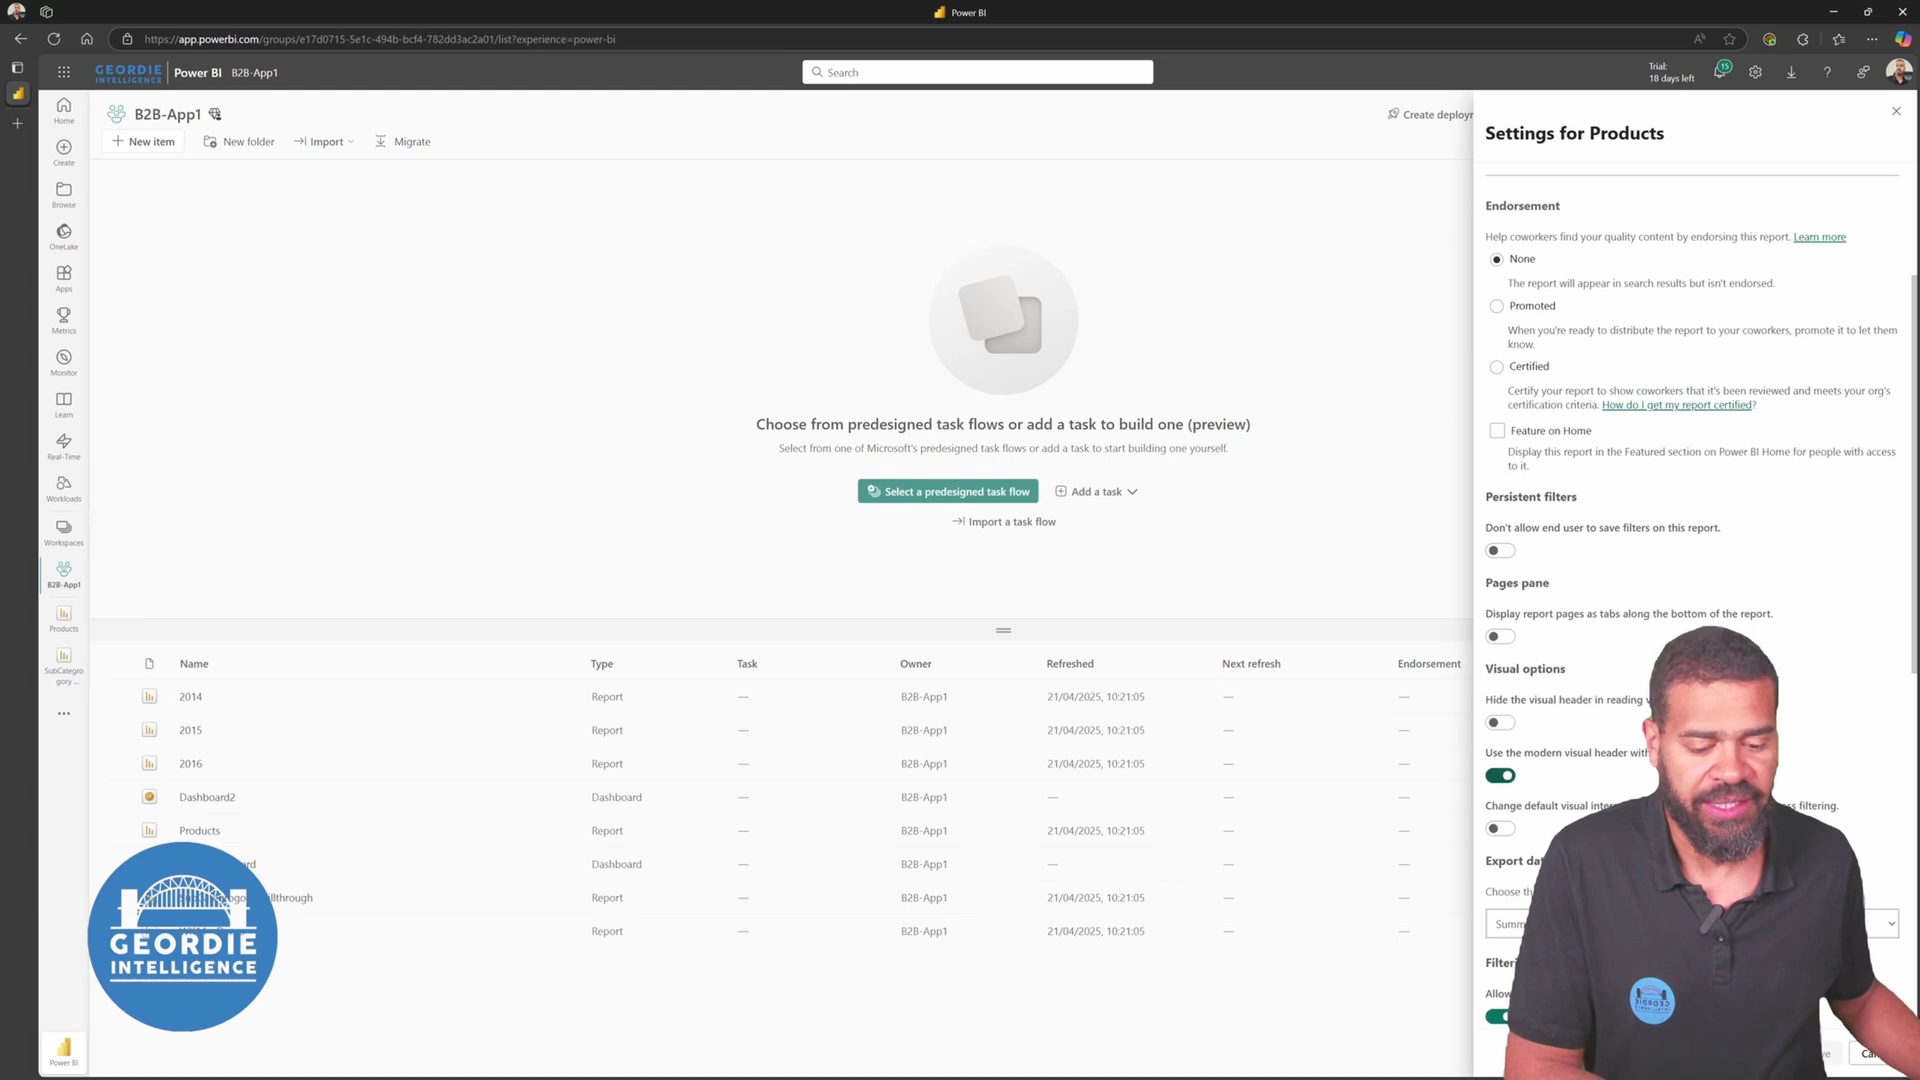 Power BI
https://app.powerbi.com/groups/e17d0715-5e1c-494b-bcf4-782dd3ac2a01/list?experience=power-bi
GEORDIE
INTELLIGENCE
Power BI
B2B-App1
Search
Trial:
18 days left
15
Home
Create
Browse
OneLake
Apps
Metrics
Monitor
Learn
Real-Time
Workloads
Workspaces
B2B-App1
Products
SubCatego
gory ...
Power BI
B2B-App1
Create deployr
New item
New folder
Import
Migrate
Choose from predesigned task flows or add a task to build one (preview)
Select from one of Microsoft's predesigned task flows or add a task to start building one yourself.
Select a predesigned task flow
Add a task
Import a task flow
Name Type Task Owner Refreshed Next refresh Endorsement
2014 Report — B2B-App1 21/04/2025, 10:21:05 — —
2015 Report — B2B-App1 21/04/2025, 10:21:05 — —
2016 Report — B2B-App1 21/04/2025, 10:21:05 — —
Dashboard2 Dashboard — B2B-App1 — — —
Products Report — B2B-App1 21/04/2025, 10:21:05 — —
Dashboard — B2B-App1 — — —
Report — B2B-App1 21/04/2025, 10:21:05 — —
Report — B2B-App1 21/04/2025, 10:21:05 — —
GEORDIE
INTELLIGENCE
Settings for Products
Endorsement
Help coworkers find your quality content by endorsing this report. Learn more
None
The report will appear in search results but isn't endorsed.
Promoted
When you're ready to distribute the report to your coworkers, promote it to let them
know.
Certified
Certify your report to show coworkers that it's been reviewed and meets your org's
certification criteria. How do I get my report certified?
Feature on Home
Display this report in the Featured section on Power BI Home for people with access
to it.
Persistent filters
Don't allow end user to save filters on this report.
Pages pane
Display report pages as tabs along the bottom of the report.
Visual options
Hide the visual header in reading
Use the modern visual header with
Change default visual
filtering.
Export
Choose